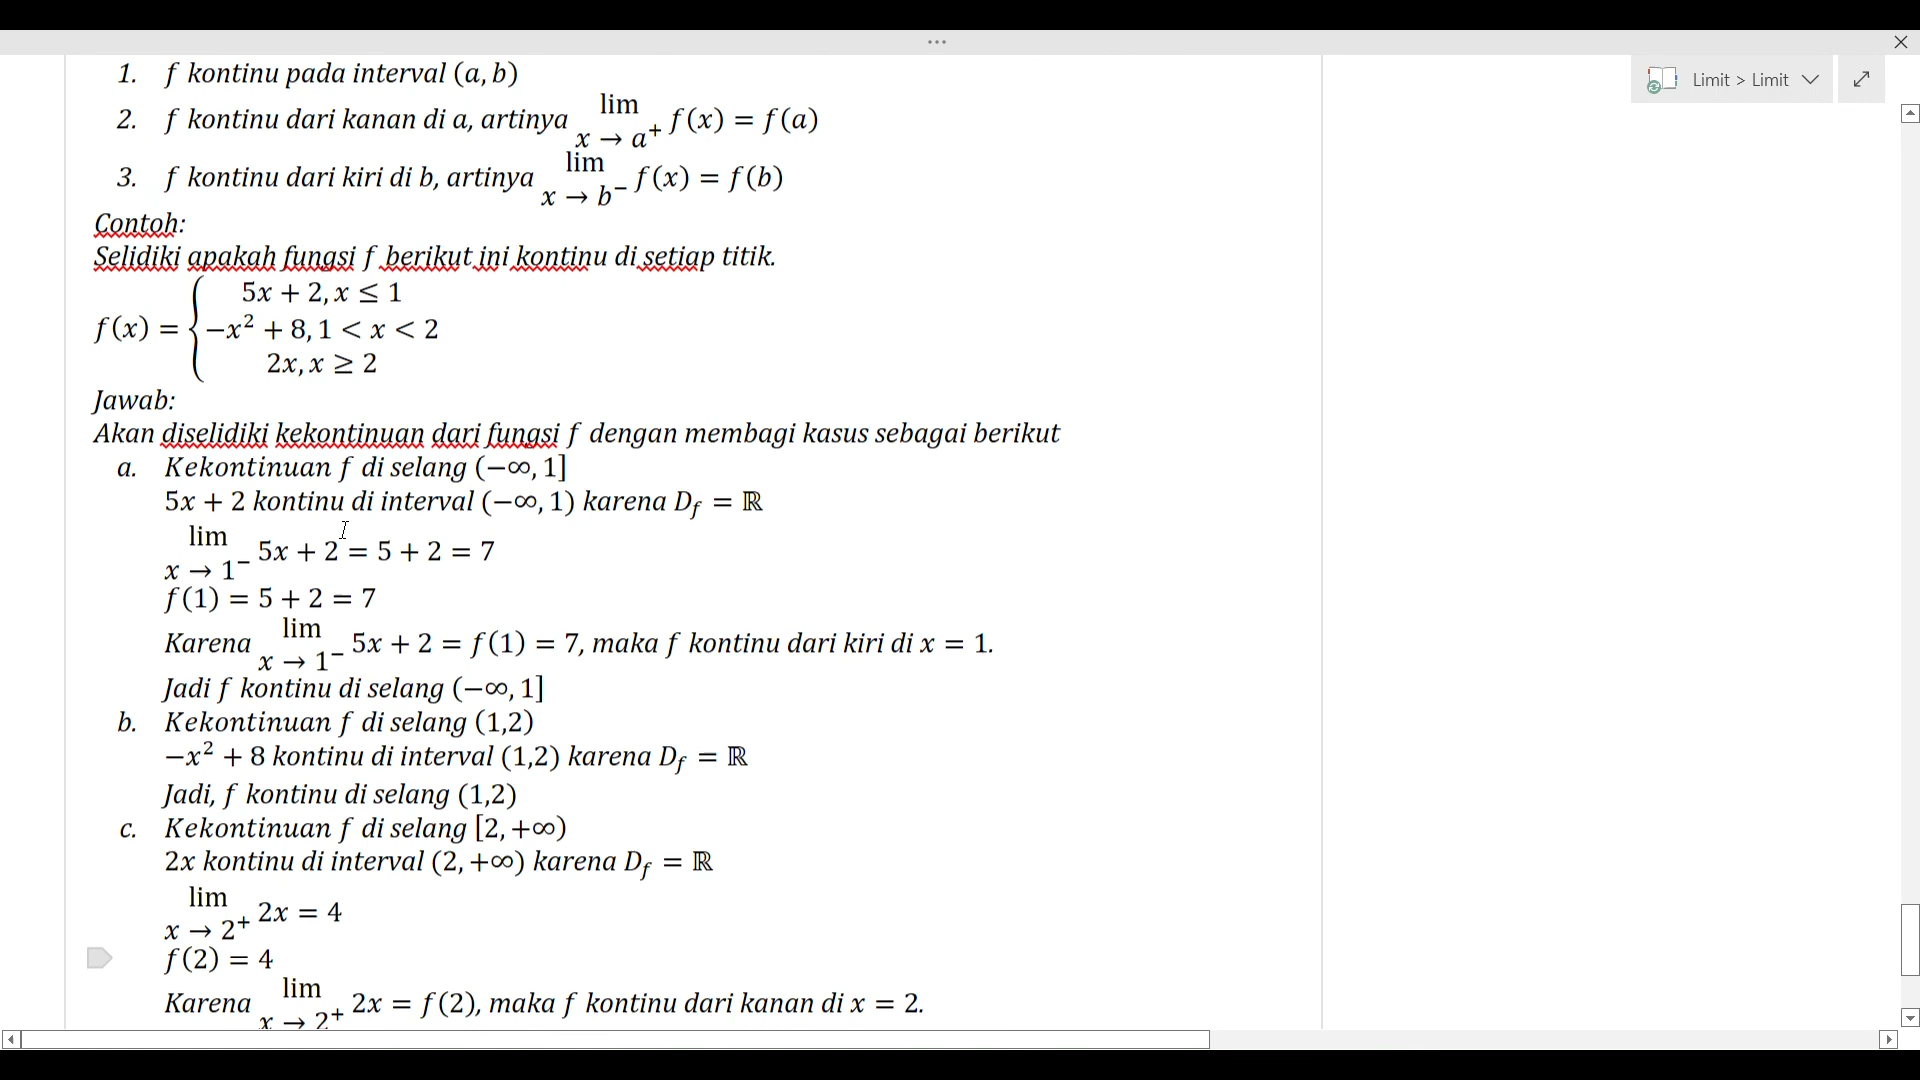 Limit > Limit
1. f kontinu pada interval (a, b)
2. f kontinu dari kanan di a, artinya lim x → a⁺ f(x) = f(a)
3. f kontinu dari kiri di b, artinya lim x → b⁻ f(x) = f(b)
Contoh:
Selidiki apakah fungsi f berikut ini kontinu di setiap titik.
5x + 2, x ≤ 1
f(x) = { −x² + 8, 1 < x < 2
2x, x ≥ 2
Jawab:
Akan diselidiki kekontinuan dari fungsi f dengan membagi kasus sebagai berikut
a. Kekontinuan f di selang (−∞, 1]
5x + 2 kontinu di interval (−∞, 1) karena D_f = ℝ
lim x → 1⁻ 5x + 2 = 5 + 2 = 7
f(1) = 5 + 2 = 7
Karena lim x → 1⁻ 5x + 2 = f(1) = 7, maka f kontinu dari kiri di x = 1.
Jadi f kontinu di selang (−∞, 1]
b. Kekontinuan f di selang (1,2)
−x² + 8 kontinu di interval (1,2) karena D_f = ℝ
Jadi, f kontinu di selang (1,2)
c. Kekontinuan f di selang [2, +∞)
2x kontinu di interval (2, +∞) karena D_f = ℝ
lim x → 2⁺ 2x = 4
f(2) = 4
Karena lim x → 2⁺ 2x = f(2), maka f kontinu dari kanan di x = 2.